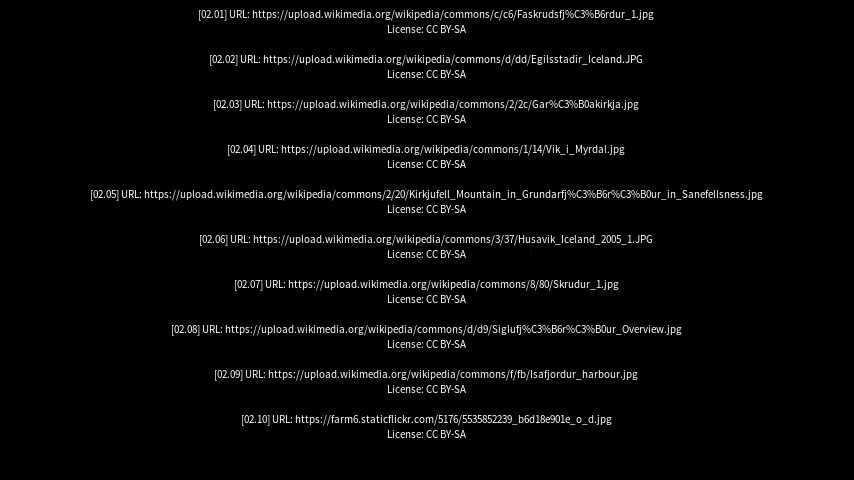 [02.01] URL: https://upload.wikimedia.org/wikipedia/commons/c/c6/Faskrudsfj%C3%B6rdur_1.jpg
License: CC BY-SA
[02.02] URL: https://upload.wikimedia.org/wikipedia/commons/d/dd/Egilsstadir_Iceland.JPG
License: CC BY-SA
[02.03] URL: https://upload.wikimedia.org/wikipedia/commons/2/2c/Gar%C3%B0akirkja.jpg
License: CC BY-SA
[02.04] URL: https://upload.wikimedia.org/wikipedia/commons/1/14/Vik_i_Myrdal.jpg
License: CC BY-SA
[02.05] URL: https://upload.wikimedia.org/wikipedia/commons/2/20/Kirkjufell_Mountain_in_Grundarfj%C3%B6r%C3%B0ur_in_Sanefellsness.jpg
License: CC BY-SA
[02.06] URL: https://upload.wikimedia.org/wikipedia/commons/3/37/Husavik_Iceland_2005_1.JPG
License: CC BY-SA
[02.07] URL: https://upload.wikimedia.org/wikipedia/commons/8/80/Skrudur_1.jpg
License: CC BY-SA
[02.08] URL: https://upload.wikimedia.org/wikipedia/commons/d/d9/Siglufj%C3%B6r%C3%B0ur_Overview.jpg
License: CC BY-SA
[02.09] URL: https://upload.wikimedia.org/wikipedia/commons/f/fb/Isafjordur_harbour.jpg
License: CC BY-SA
[02.10] URL: https://farm6.staticflickr.com/5176/5535852239_b6d18e901e_o_d.jpg
License: CC BY-SA